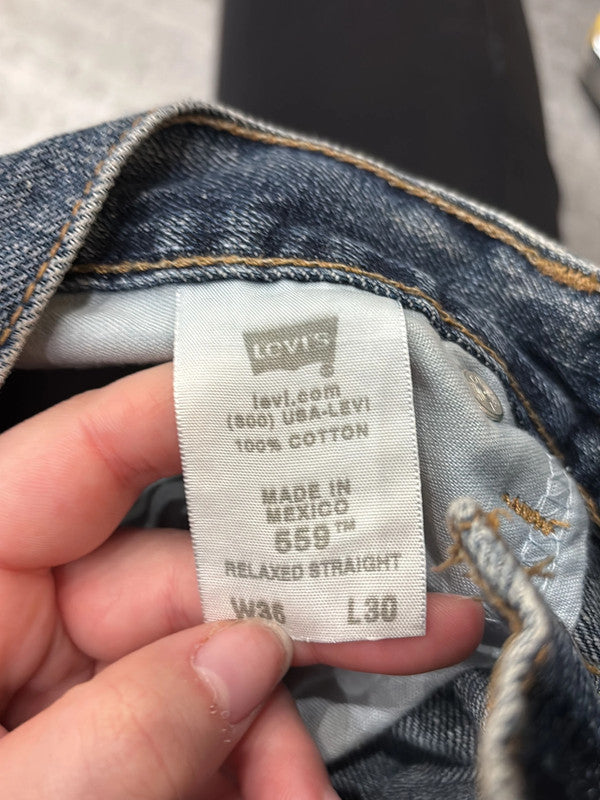 LEVI'S
®
levi.com
(800) USA-LEVI
100% COTTON
MADE IN
MEXICO
559™
RELAXED STRAIGHT
W36 L30